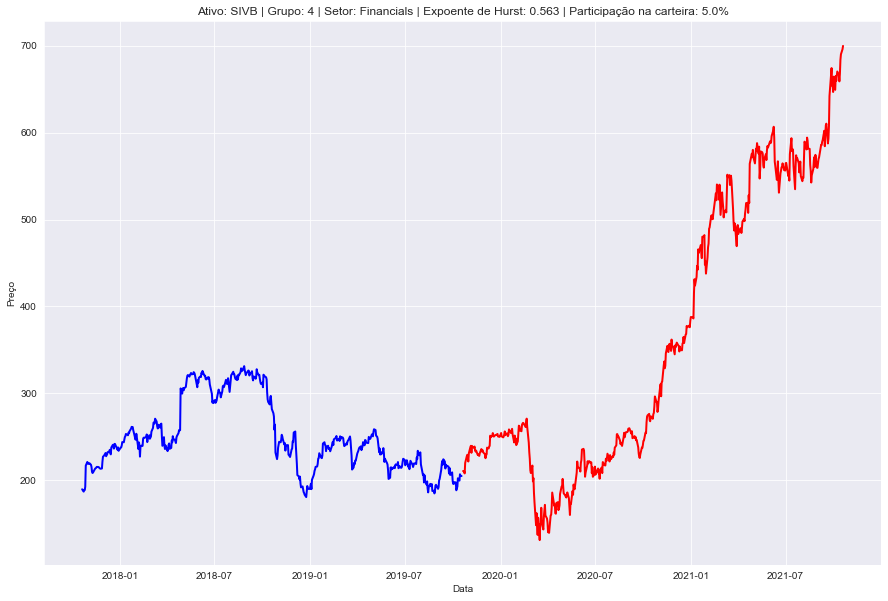 Ativo: SIVB | Grupo: 4 | Setor: Financials | Expoente de Hurst: 0.563 | Participação na carteira: 5.0%
Preço
700
600
500
400
300
200
2018-01 2018-07 2019-01 2019-07 2020-01 2020-07 2021-01 2021-07
Data